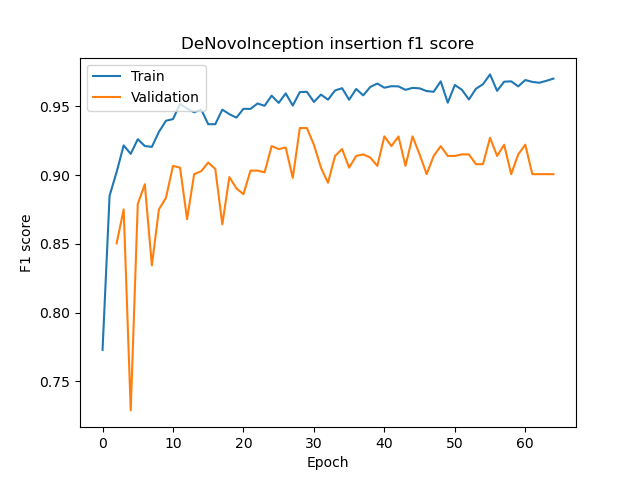 DeNovoInception insertion f1 score
Train
Validation
F1 score
0.95
0.90
0.85
0.80
0.75
0 10 20 30 40 50 60
Epoch